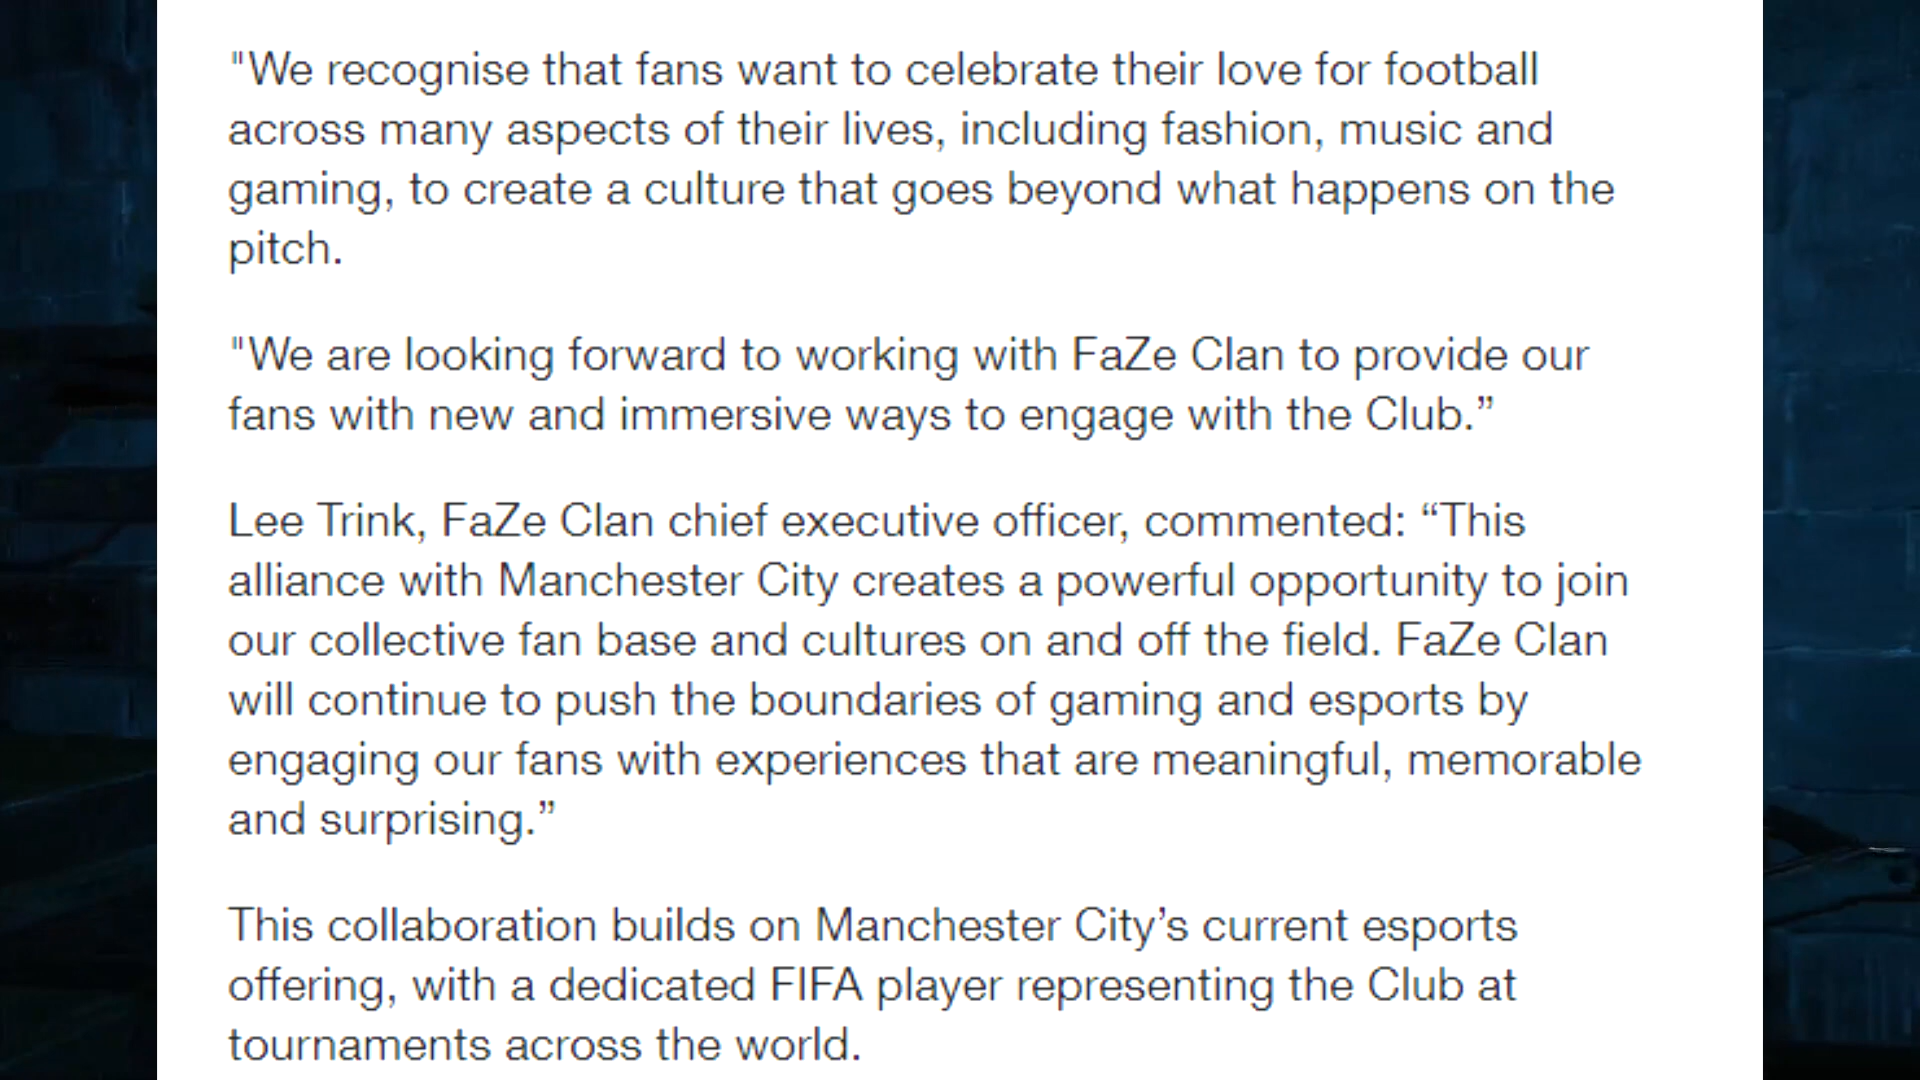 "We recognise that fans want to celebrate their love for football
across many aspects of their lives, including fashion, music and
gaming, to create a culture that goes beyond what happens on the
pitch.
"We are looking forward to working with FaZe Clan to provide our
fans with new and immersive ways to engage with the Club.”
Lee Trink, FaZe Clan chief executive officer, commented: “This
alliance with Manchester City creates a powerful opportunity to join
our collective fan base and cultures on and off the field. FaZe Clan
will continue to push the boundaries of gaming and esports by
engaging our fans with experiences that are meaningful, memorable
and surprising.”
This collaboration builds on Manchester City’s current esports
offering, with a dedicated FIFA player representing the Club at
tournaments across the world.